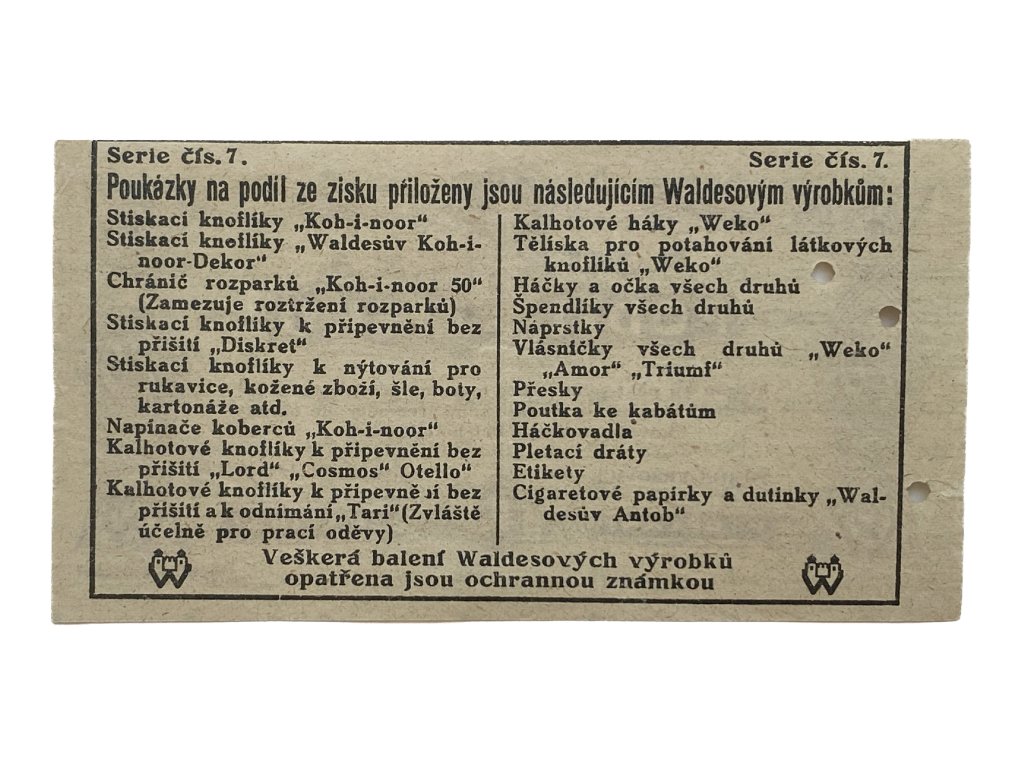 Serie čís. 7.
Serie čís. 7.
Poukázky na podíl ze zisku přiloženy jsou následujícím Waldesovým výrobkům:
Stiskací knoflíky „Koh-i-noor“
Stiskací knoflíky „Waldesův Koh-i-
noor-Dekor“
Chránič rozparků „Koh-i-noor 50“
(Zamezuje roztržení rozparků)
Stiskací knoflíky k připevnění bez
přišití „Diskret“
Stiskací knoflíky k nýtování pro
rukavice, kožené zboží, šle, boty,
kartonáže atd.
Napínače koberců „Koh-i-noor“
Kalhotové knoflíky k připevnění bez
přišití „Lord“ „Cosmos“ Otello“
Kalhotové knoflíky k připevnění bez
přišití a k odnímání „Tari“ (Zvláště
účelně pro prací oděvy)
Kalhotové háky „Weko“
Tělíska pro potahování látkových
knoflíků „Weko“
Háčky a očka všech druhů
Špendlíky všech druhů
Náprstky
Vlásničky všech druhů „Weko“
„Amor“ „Triumf“
Přesky
Poutka ke kabátům
Háčkovadla
Pletací dráty
Etikety
Cigaretové papírky a dutinky „Wal-
desův Antob“
Veškerá balení Waldesových výrobků
opatřena jsou ochrannou známkou